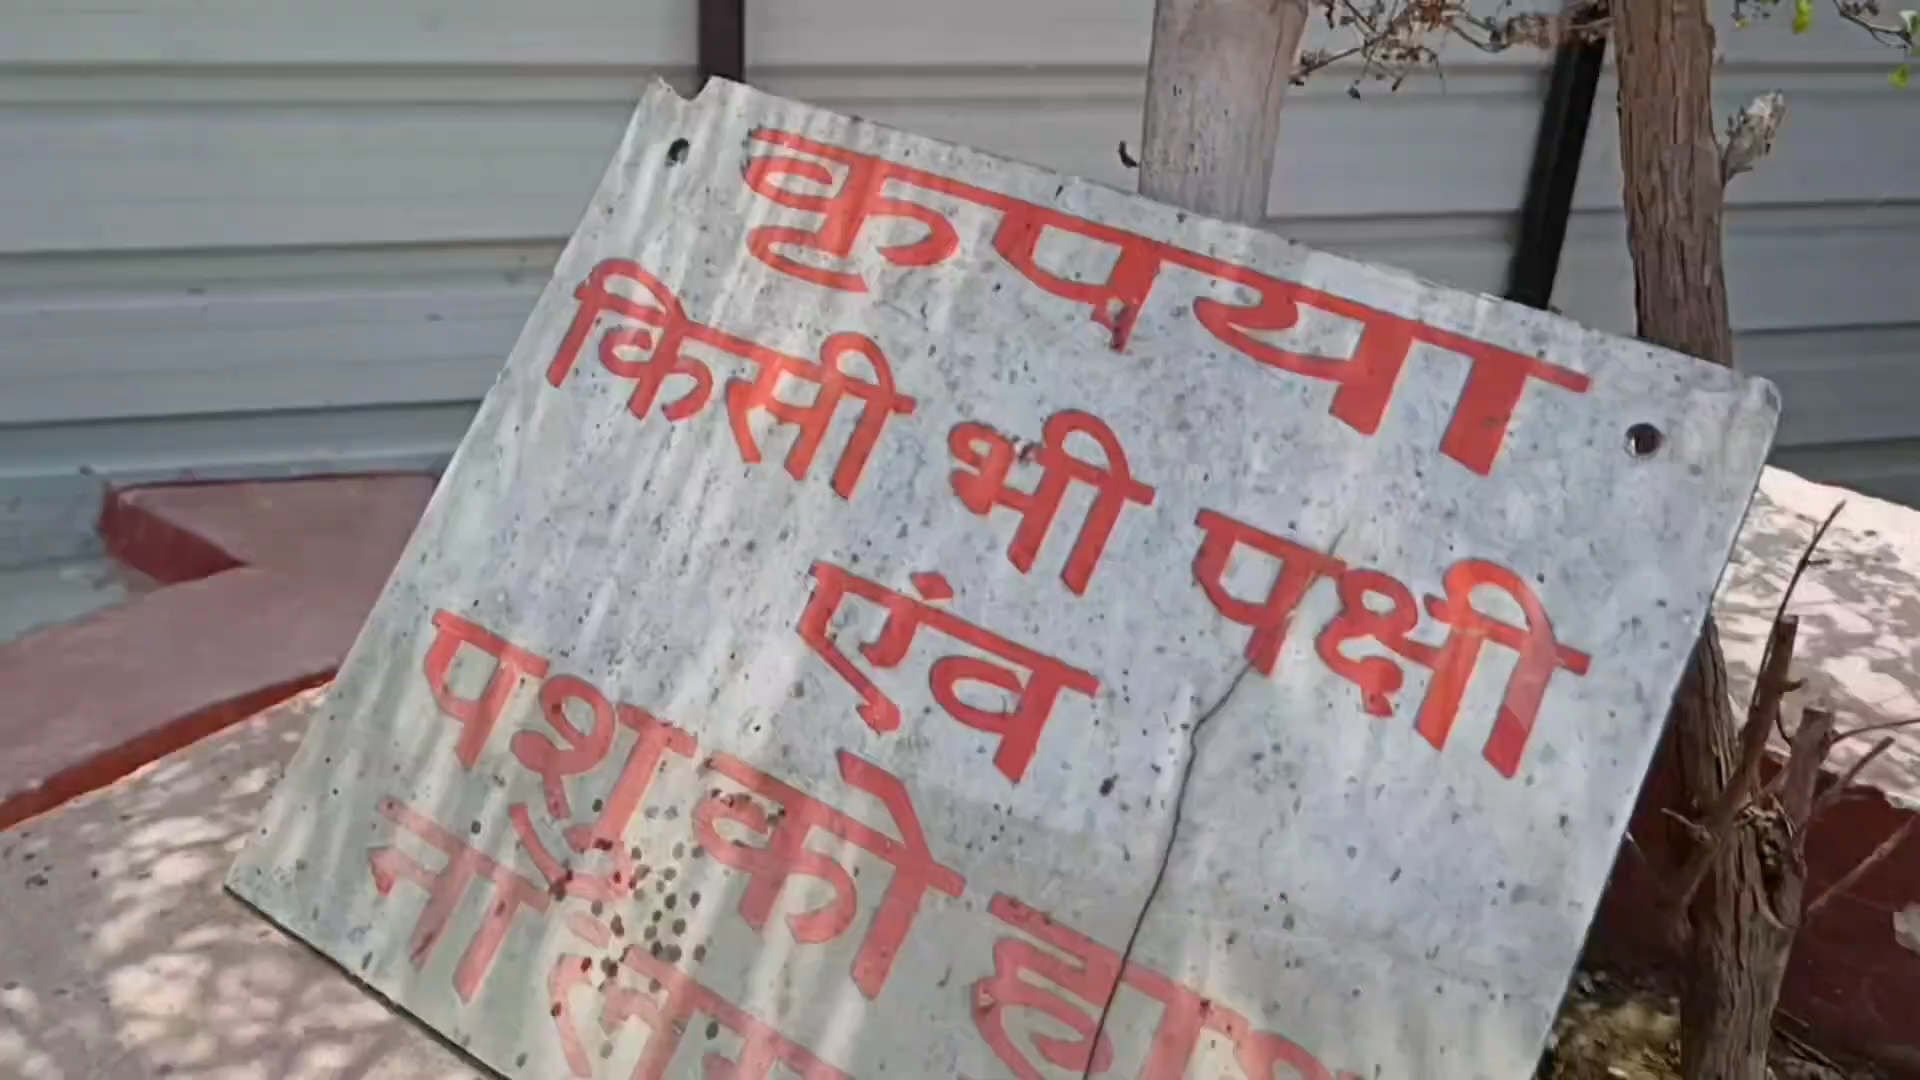 कृपया
किसी भी पक्षी
एंव
पशु को
ना